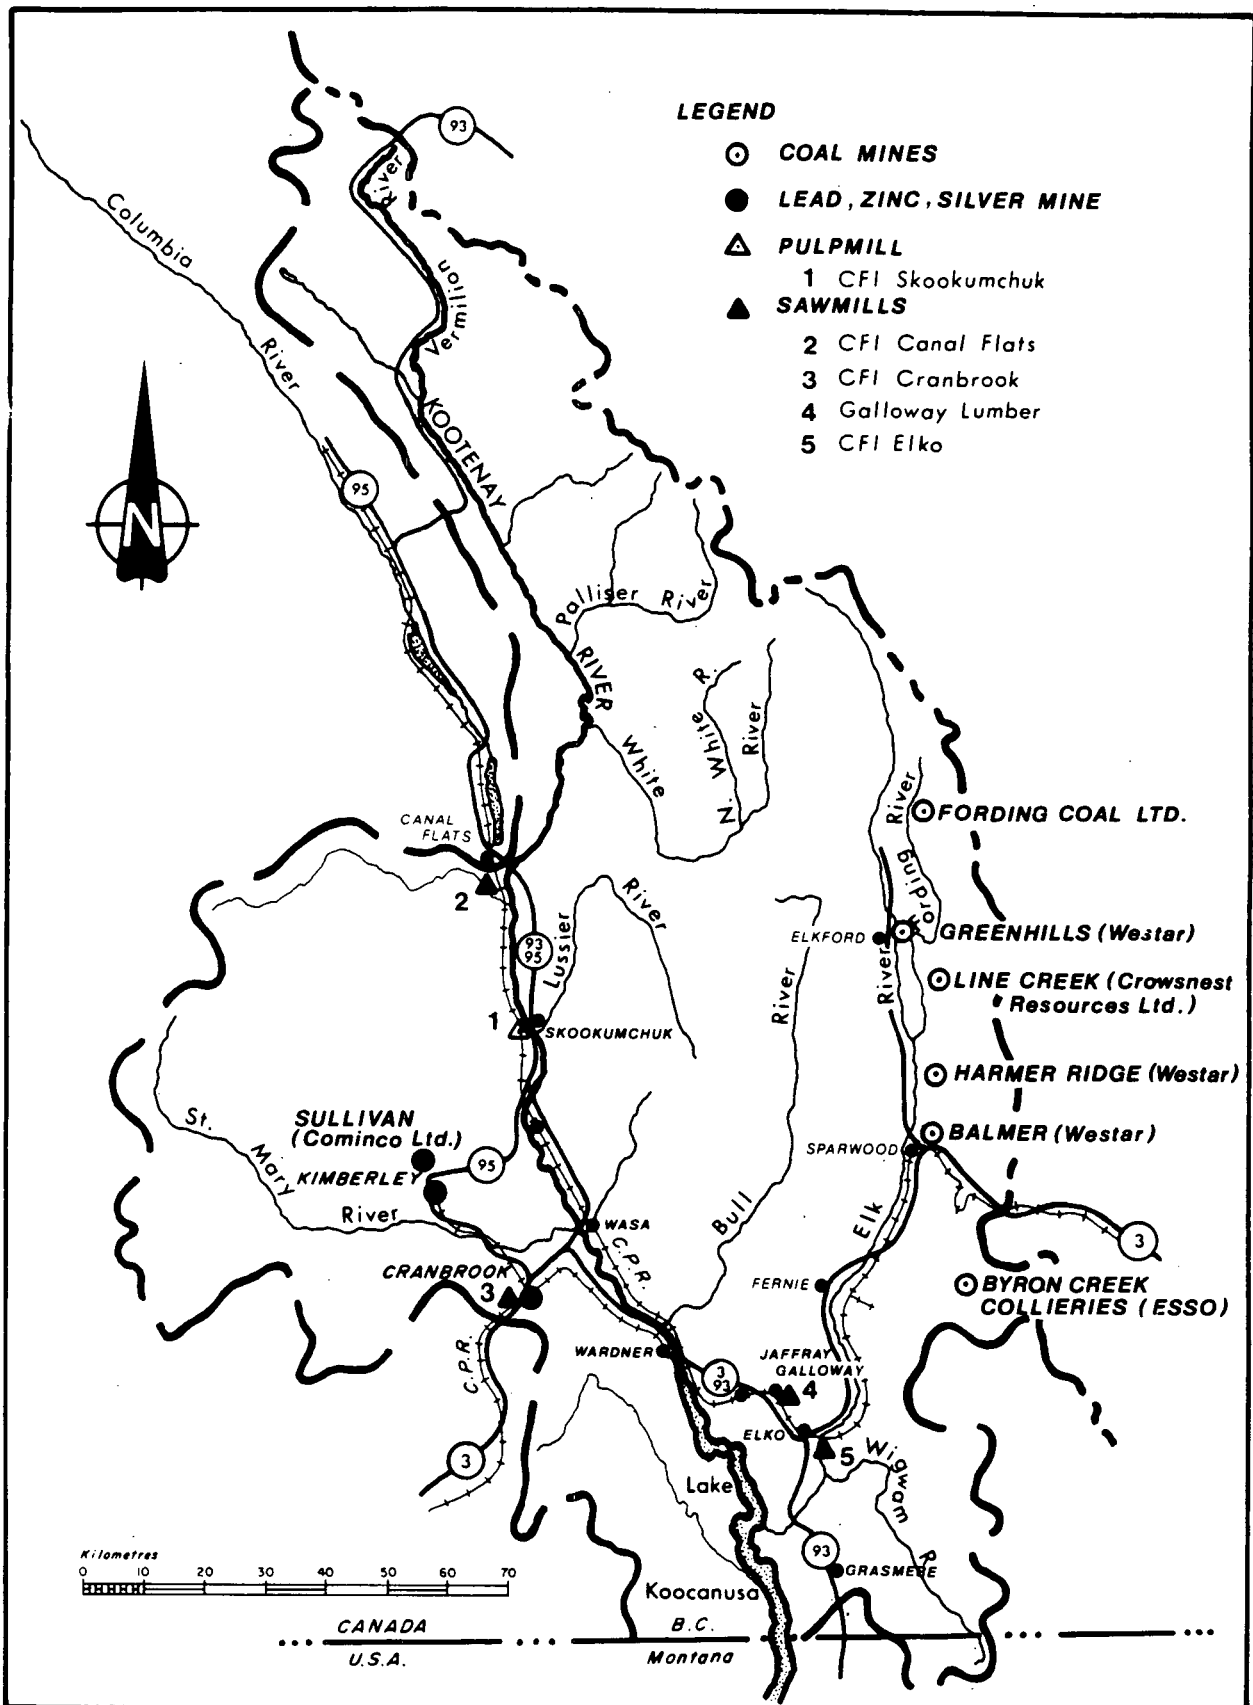 LEGEND
COAL MINES
LEAD, ZINC, SILVER MINE
PULPMILL
1 CFI Skookumchuk
SAWMILLS
2 CFI Canal Flats
3 CFI Cranbrook
4 Galloway Lumber
5 CFI Elko
93
Columbia
River
River
Vermilion
KOOTENAY
RIVER
N
95
Palliser River
White
N. White R.
River
River
Fording
FORDING COAL LTD.
CANAL
FLATS
2
93
95
Lussier
River
ELKFORD
GREENHILLS (Westar)
River
River
LINE CREEK (Crowsnest
Resources Ltd.)
1
SKOOKUMCHUK
HARMER RIDGE (Westar)
St.
Mary
River
SULLIVAN
(Cominco Ltd.)
KIMBERLEY
95
SPARWOOD
BALMER (Westar)
Bull
Elk
WASA
C.P.R.
3
CRANBROOK
3
FERNIE
BYRON CREEK
COLLIERIES (ESSO)
C.P.R.
WARDNER
3
93
JAFFRAY
GALLOWAY
4
ELKO
5
Wigwam
R.
3
Lake
Koocanusa
93
GRASMERE
Kilometres
0 10 20 30 40 50 60 70
CANADA
U.S.A.
B.C.
Montana